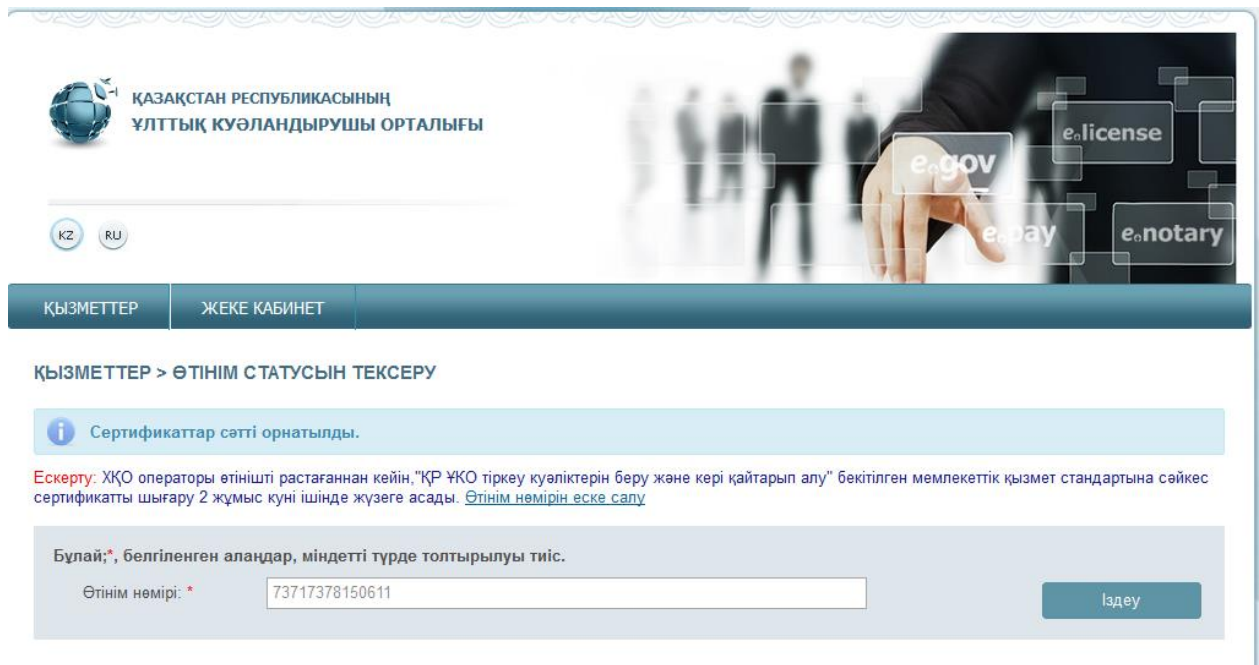 ҚАЗАҚСТАН РЕСПУБЛИКАСЫНЫҢ
ҰЛТТЫҚ КУӘЛАНДЫРУШЫ ОРТАЛЫҒЫ
e.license
e.gov
e.pay
e.notary
KZ RU
ҚЫЗМЕТТЕР ЖЕКЕ КАБИНЕТ
ҚЫЗМЕТТЕР > ӨТІНІМ СТАТУСЫН ТЕКСЕРУ
Сертификаттар сәтті орнатылды.
Ескерту: ХҚО операторы өтінішті растағаннан кейін,"ҚР ҰКО тіркеу куәліктерін беру және кері қайтарып алу" бекітілген мемлекеттік қызмет стандартына сәйкес
сертификатты шығару 2 жұмыс куні ішінде жүзеге асады. Өтінім нөмірін еске салу
Бұлай;*, белгіленген алаңдар, міндетті түрде толтырылуы тиіс.
Өтінім нөмірі: * 73717378150611
Іздеу